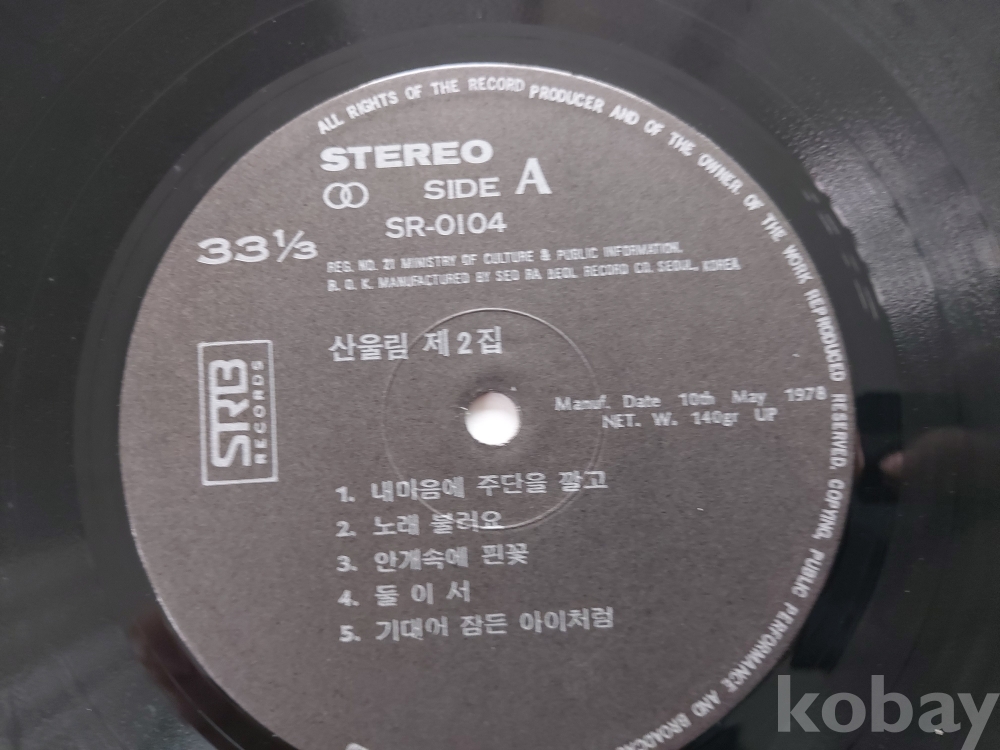 ALL RIGHTS OF THE RECORD PRODUCER AND OF THE OWNER OF THE WORK REPRODUCED RESERVED. COPYING, PUBLIC PERFORMANCE AND
STEREO
SIDE A
SR-0104
33 1/3
REG. NO. 21 MINISTRY OF CULTURE & PUBLIC INFORMATION.
R. O. K. MANUFACTURED BY SEO RA BEOL RECORD CO. SEOUL, KOREA
SRB
RECORDS
산울림 제2집
Manuf. Date 10th May 1978
NET. W. 140gr UP
1. 내마음에 주단을 깔고
2. 노래 불러요
3. 안개속에 핀꽃
4. 둘 이 서
5. 기대어 잠든 아이처럼
kobay